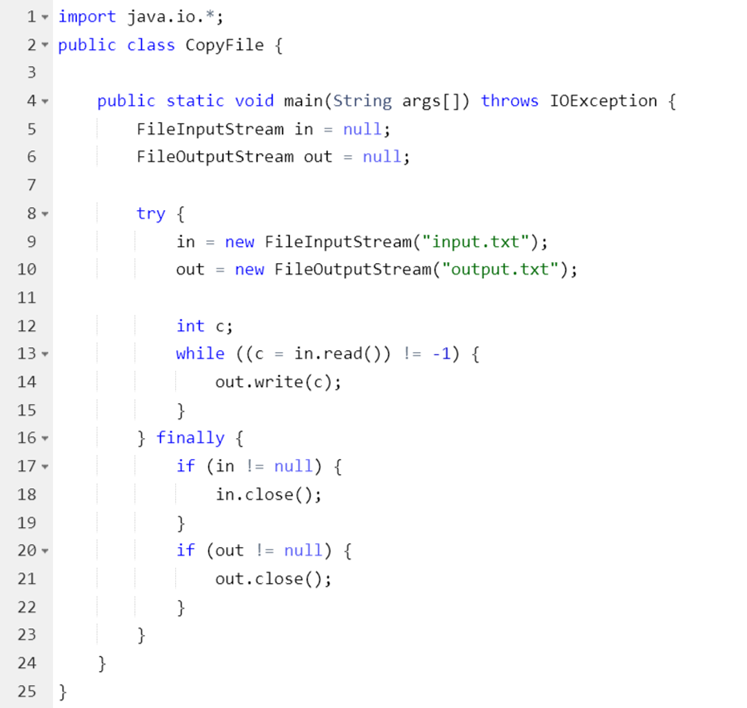 1 import java.io.*;
2 public class CopyFile {
3
4 public static void main(String args[]) throws IOException {
5 FileInputStream in = null;
6 FileOutputStream out = null;
7
8 try {
9 in = new FileInputStream("input.txt");
10 out = new FileOutputStream("output.txt");
11
12 int c;
13 while ((c = in.read()) != -1) {
14 out.write(c);
15 }
16 } finally {
17 if (in != null) {
18 in.close();
19 }
20 if (out != null) {
21 out.close();
22 }
23 }
24 }
25 }